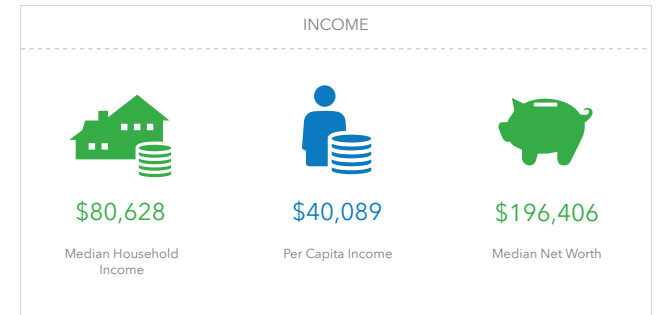 INCOME
$80,628
$40,089
$196,406
Median Household
Income
Per Capita Income
Median Net Worth